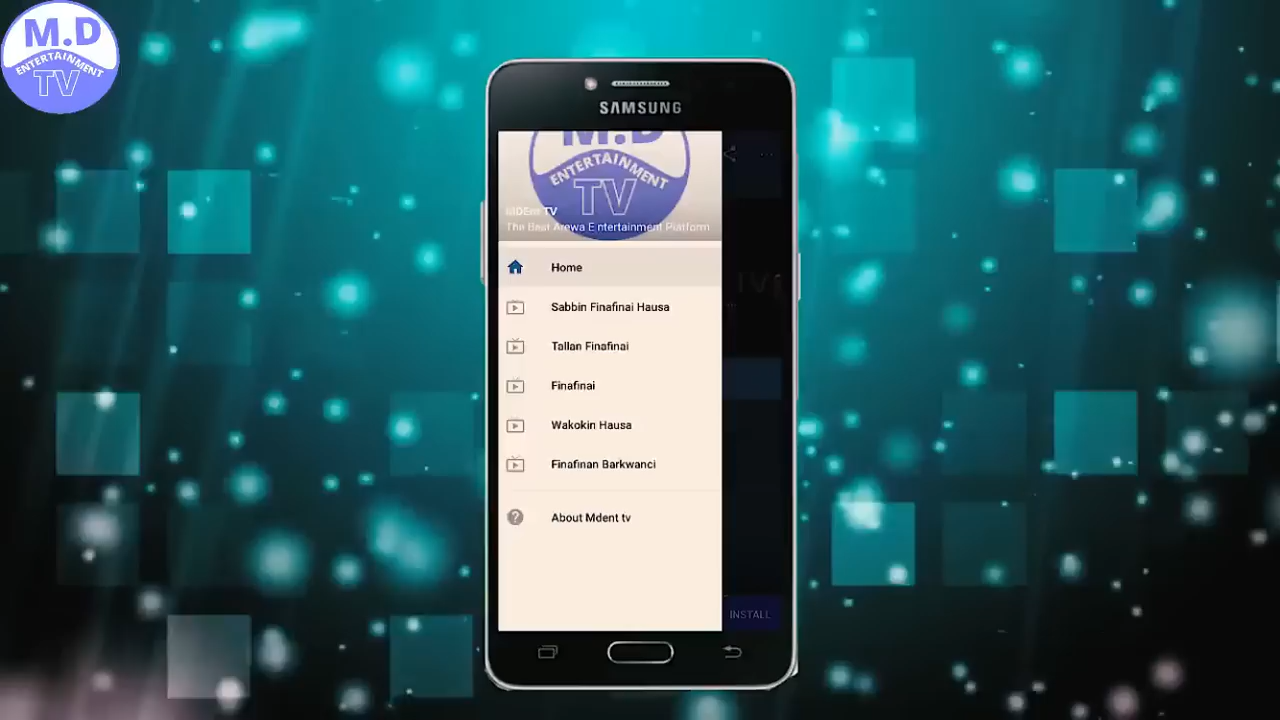 M.D
ENTERTAINMENT
TV
SAMSUNG
M.D
ENTERTAINMENT
TV
MDEnt TV
The Best Arewa Entertainment Platform
Home
Sabbin Finafinai Hausa
Tallan Finafinai
Finafinai
Wakokin Hausa
Finafinan Barkwanci
About Mdent tv
INSTALL